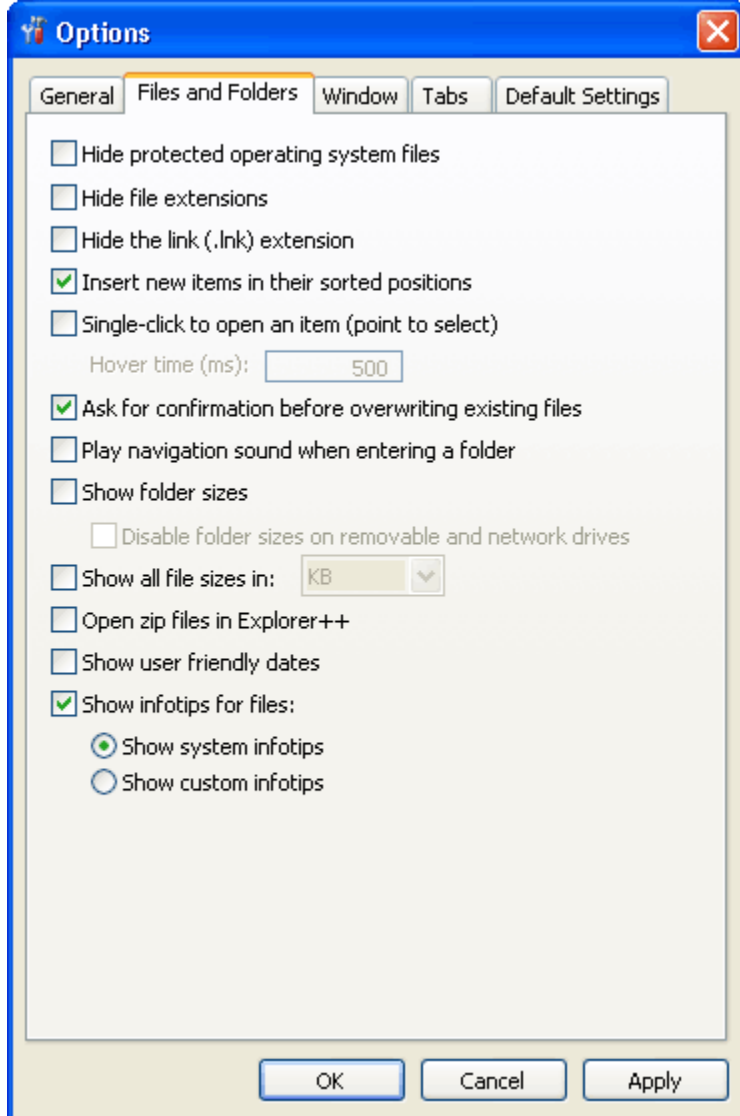 Options
General Files and Folders Window Tabs Default Settings
Hide protected operating system files
Hide file extensions
Hide the link (.lnk) extension
Insert new items in their sorted positions
Single-click to open an item (point to select)
Hover time (ms): 500
Ask for confirmation before overwriting existing files
Play navigation sound when entering a folder
Show folder sizes
Disable folder sizes on removable and network drives
Show all file sizes in: KB
Open zip files in Explorer++
Show user friendly dates
Show infotips for files:
Show system infotips
Show custom infotips
OK Cancel Apply